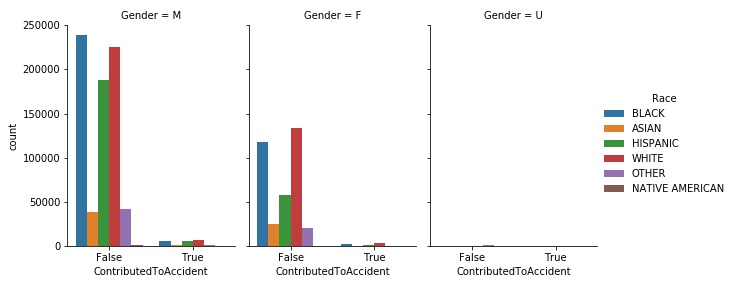 Gender = M
Gender = F
Gender = U
250000
200000
150000
100000
50000
0
count
False
True
False
True
False
True
ContributedToAccident
ContributedToAccident
ContributedToAccident
Race
BLACK
ASIAN
HISPANIC
WHITE
OTHER
NATIVE AMERICAN